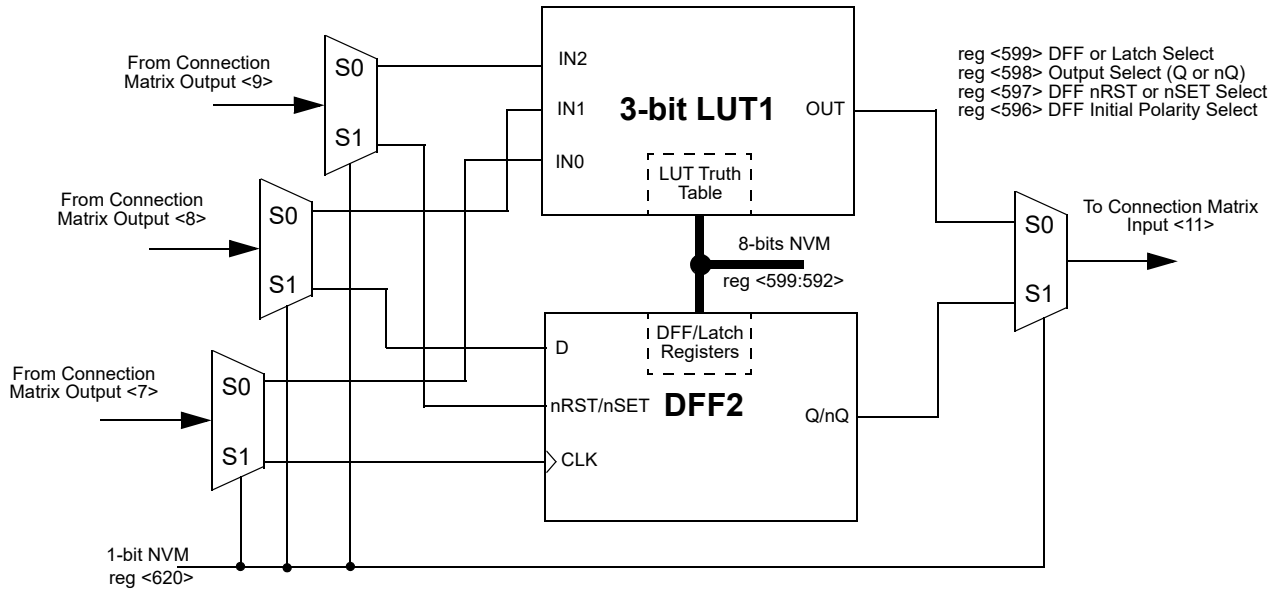 From Connection
Matrix Output <9>
S0
S1
IN2
IN1
IN0
3-bit LUT1
OUT
LUT Truth
Table
reg <599> DFF or Latch Select
reg <598> Output Select (Q or nQ)
reg <597> DFF nRST or nSET Select
reg <596> DFF Initial Polarity Select
From Connection
Matrix Output <8>
S0
S1
8-bits NVM
reg <599:592>
To Connection Matrix
Input <11>
S0
S1
From Connection
Matrix Output <7>
S0
S1
D
nRST/nSET
CLK
DFF/Latch
Registers
DFF2
Q/nQ
1-bit NVM
reg <620>